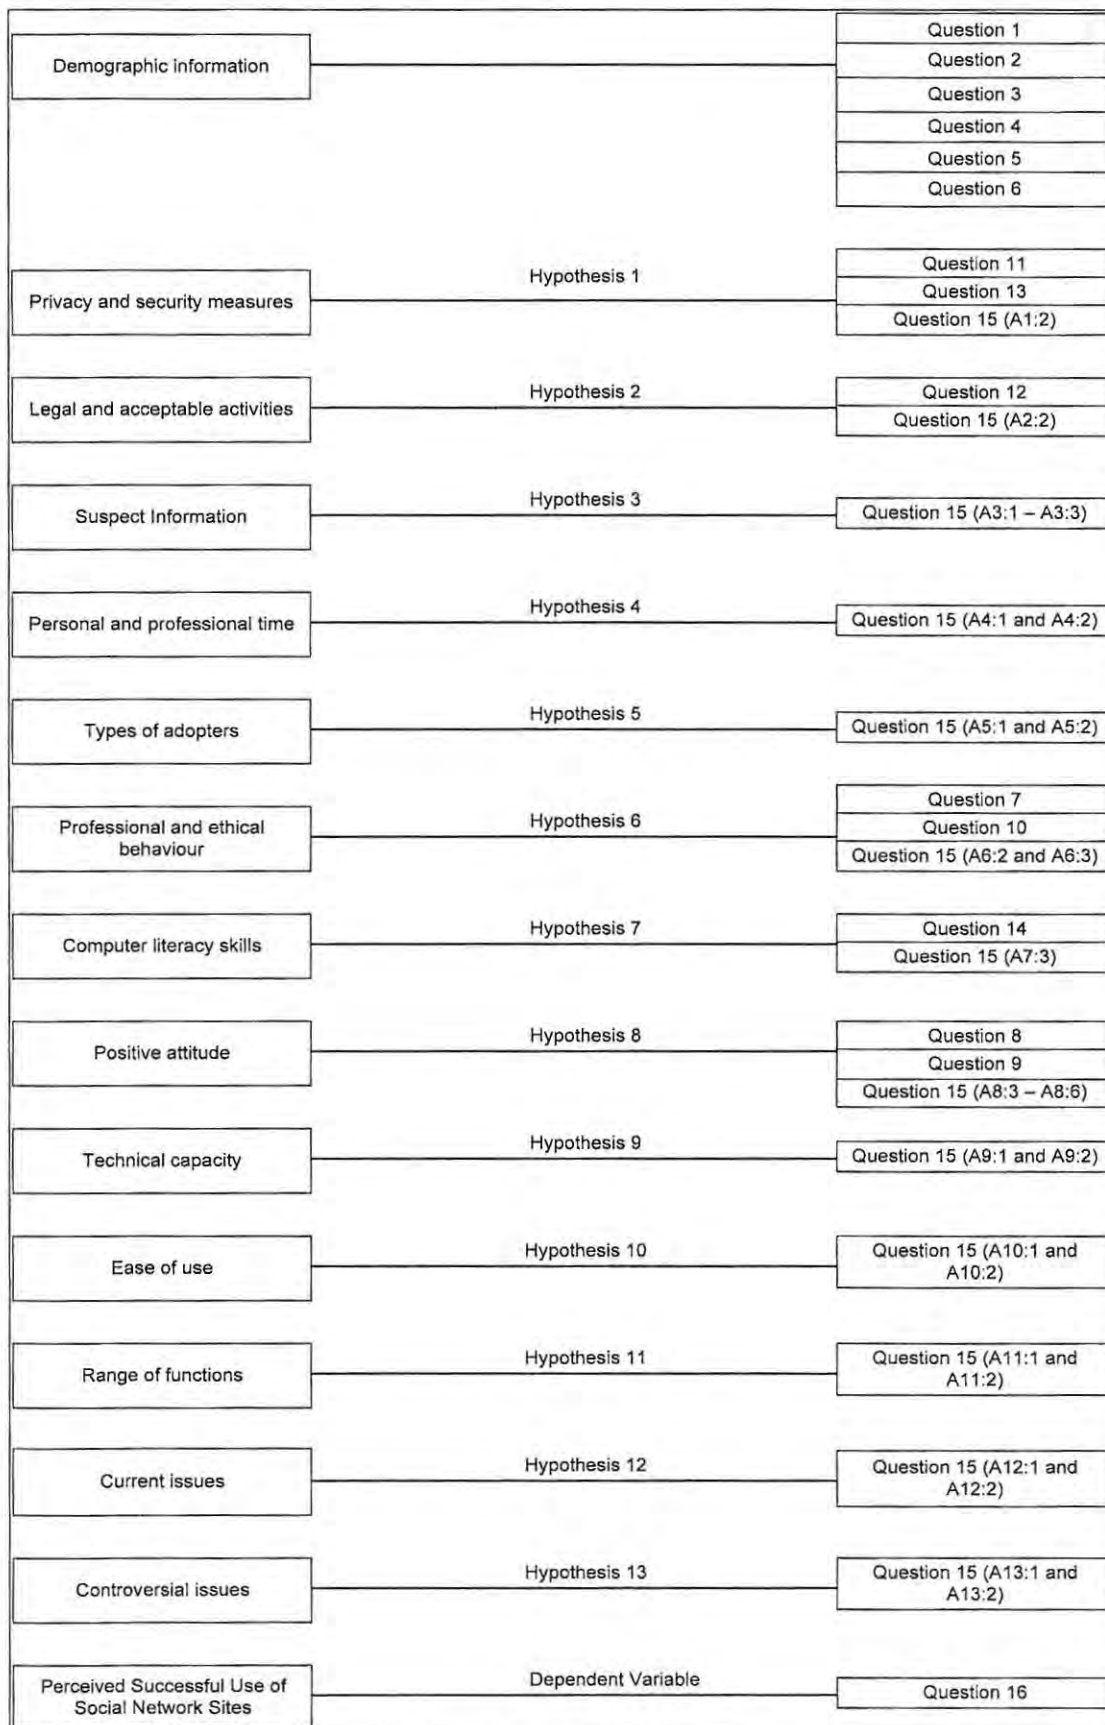 Demographic information
Question 1
Question 2
Question 3
Question 4
Question 5
Question 6
Privacy and security measures
Hypothesis 1
Question 11
Question 13
Question 15 (A1:2)
Legal and acceptable activities
Hypothesis 2
Question 12
Question 15 (A2:2)
Suspect Information
Hypothesis 3
Question 15 (A3:1 – A3:3)
Personal and professional time
Hypothesis 4
Question 15 (A4:1 and A4:2)
Types of adopters
Hypothesis 5
Question 15 (A5:1 and A5:2)
Professional and ethical
behaviour
Hypothesis 6
Question 7
Question 10
Question 15 (A6:2 and A6:3)
Computer literacy skills
Hypothesis 7
Question 14
Question 15 (A7:3)
Positive attitude
Hypothesis 8
Question 8
Question 9
Question 15 (A8:3 – A8:6)
Technical capacity
Hypothesis 9
Question 15 (A9:1 and A9:2)
Ease of use
Hypothesis 10
Question 15 (A10:1 and
A10:2)
Range of functions
Hypothesis 11
Question 15 (A11:1 and
A11:2)
Current issues
Hypothesis 12
Question 15 (A12:1 and
A12:2)
Controversial issues
Hypothesis 13
Question 15 (A13:1 and
A13:2)
Perceived Successful Use of
Social Network Sites
Dependent Variable
Question 16